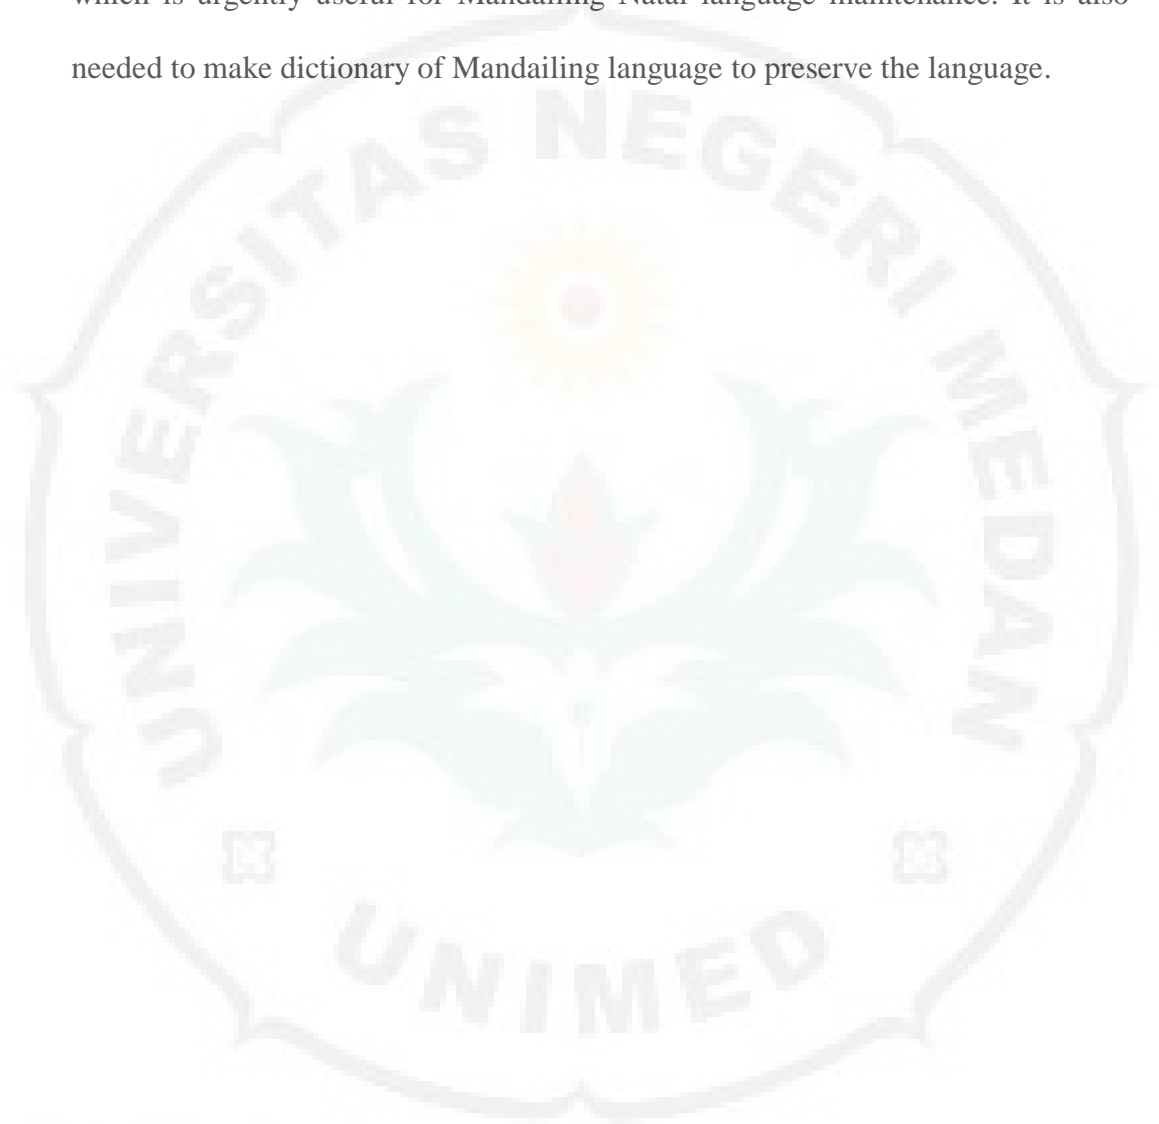 which is urgently useful for Mandailing Natal language maintenance. It is also
needed to make dictionary of Mandailing language to preserve the language.
UNIVERSITAS NEGERI MEDAN
UNIMED